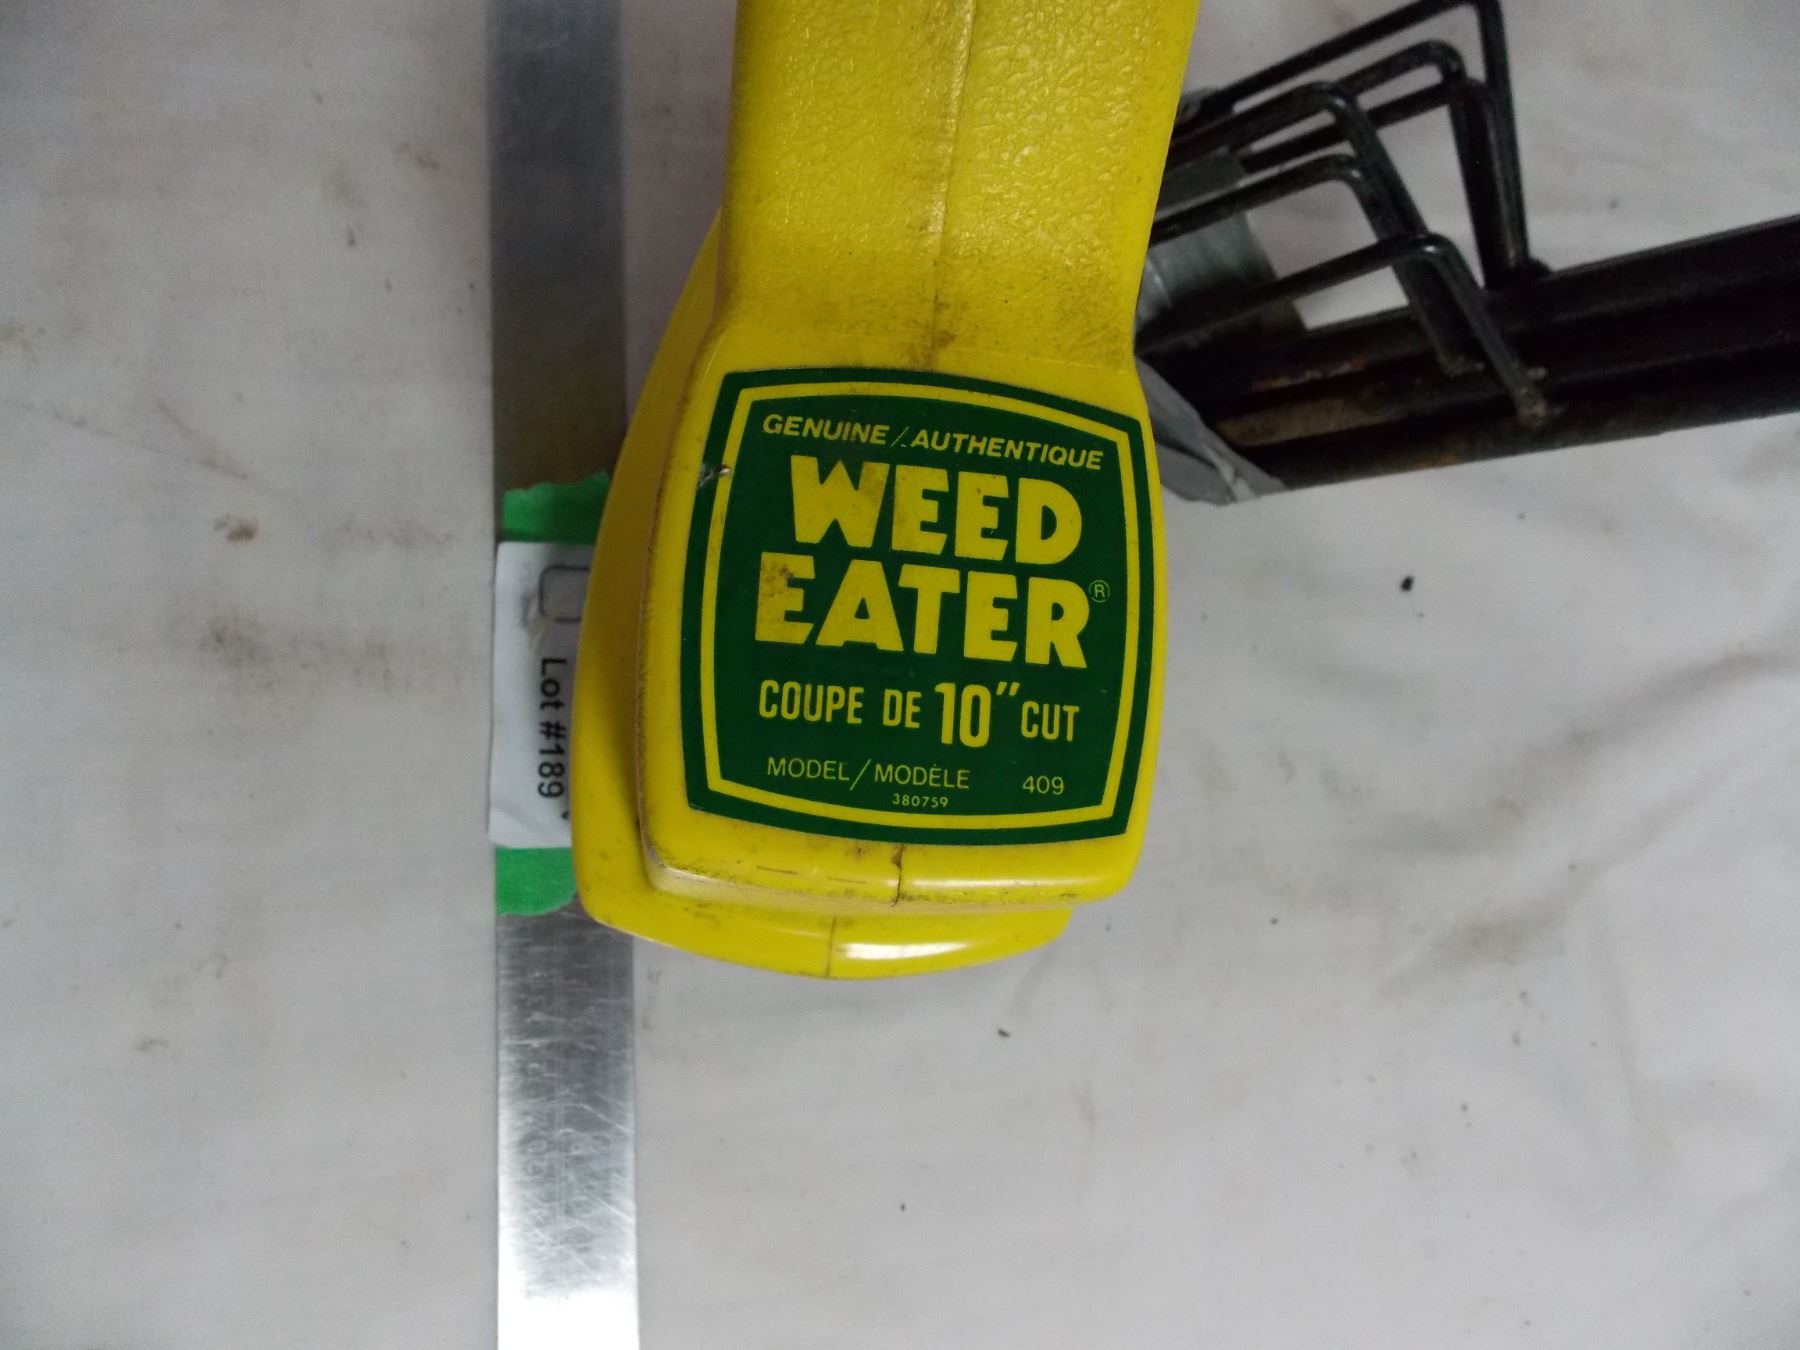 GENUINE / AUTHENTIQUE
WEED
EATER®
COUPE DE 10" CUT
MODEL / MODÈLE 409
380759
Lot #189